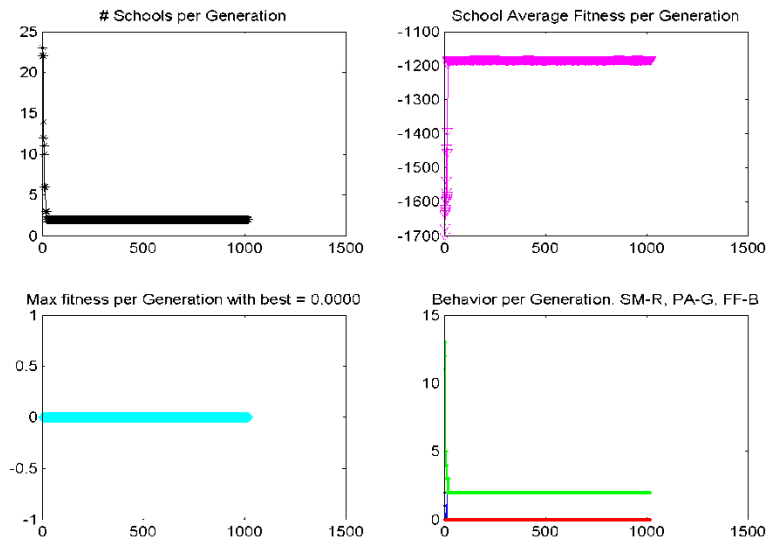 # Schools per Generation
25
20
15
10
5
0
0 500 1000 1500
School Average Fitness per Generation
-1100
-1200
-1300
-1400
-1500
-1600
-1700
0 500 1000 1500
Max fitness per Generation with best = 0.0000
1
0.5
0
-0.5
-1
0 500 1000 1500
Behavior per Generation. SM-R, PA-G, FF-B
15
10
5
0
0 500 1000 1500